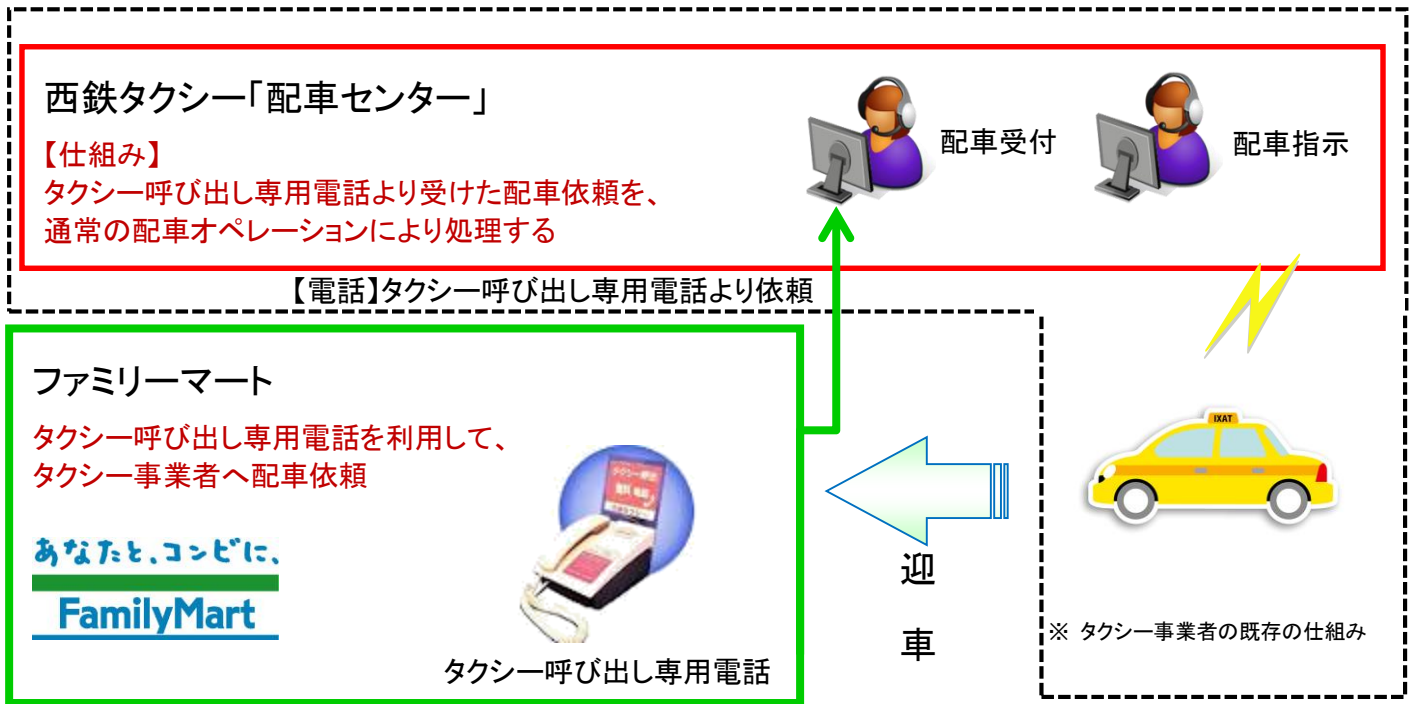 西鉄タクシー「配車センター」
【仕組み】
タクシー呼び出し専用電話より受けた配車依頼を、
通常の配車オペレーションにより処理する
配車受付
配車指示
【電話】タクシー呼び出し専用電話より依頼
ファミリーマート
タクシー呼び出し専用電話を利用して、
タクシー事業者へ配車依頼
あなたと、コンビに、
FamilyMart
タクシー呼び出し専用電話
迎
車
IXAT
※ タクシー事業者の既存の仕組み